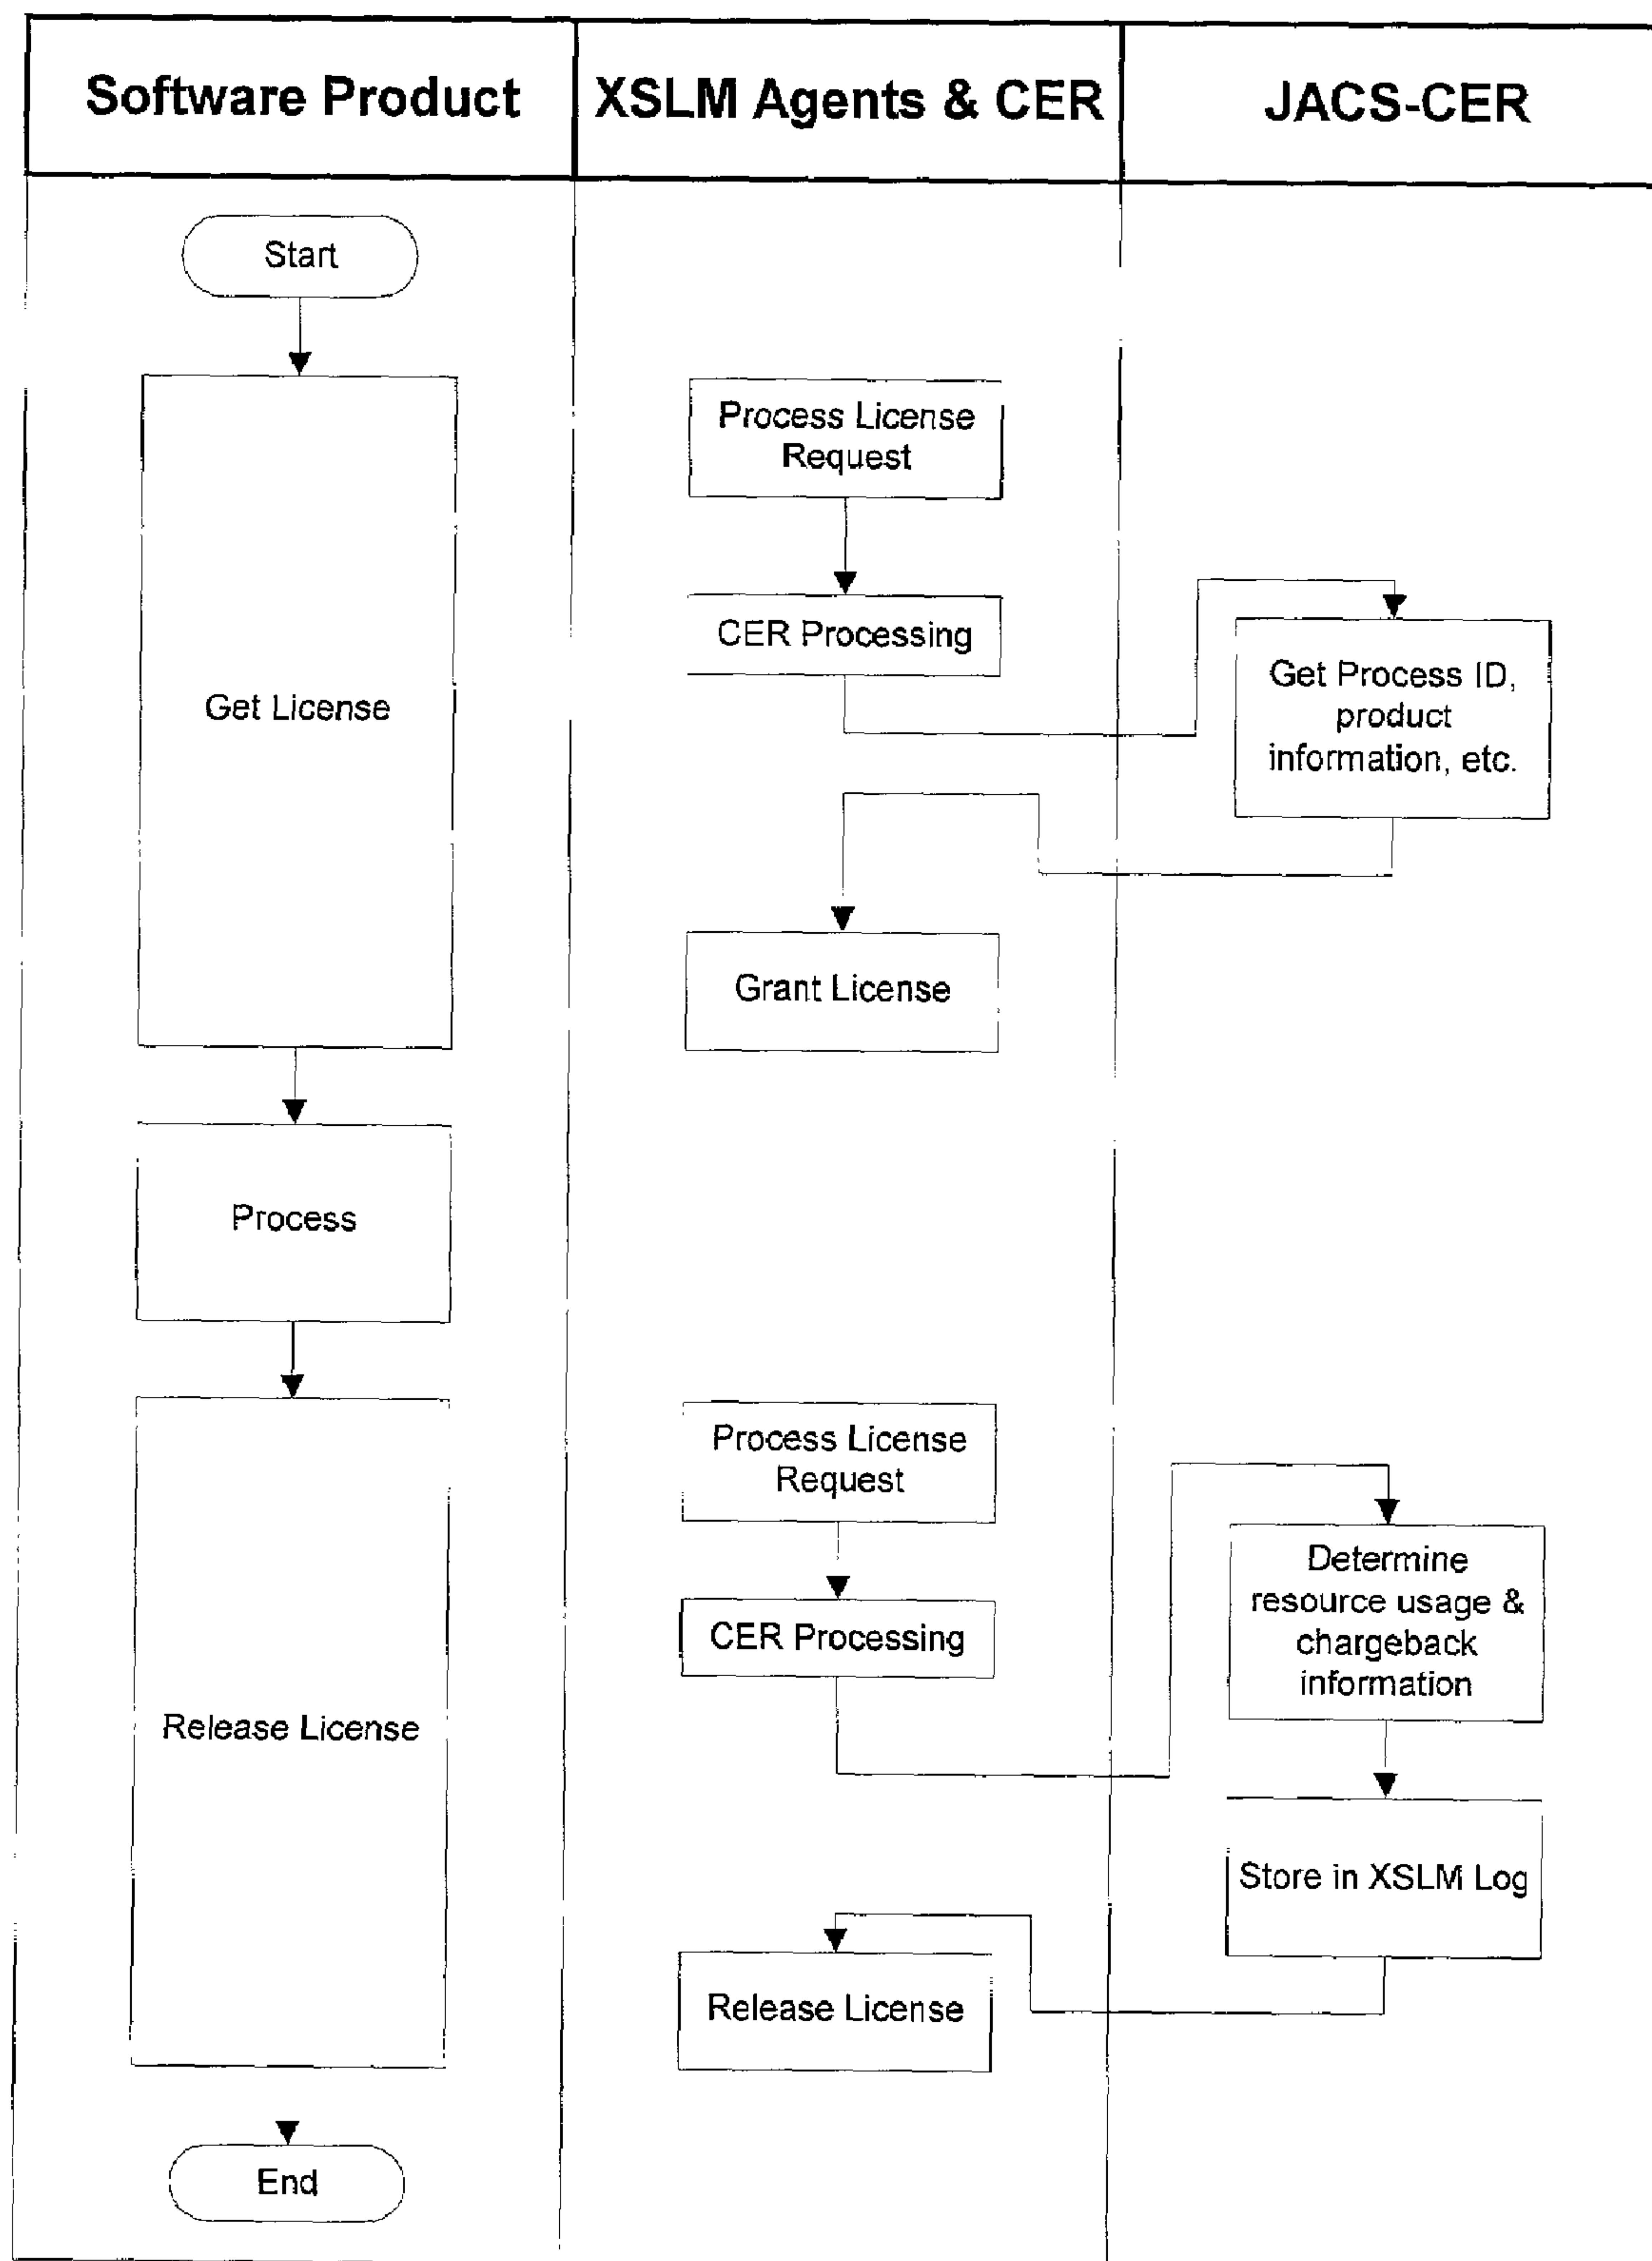 Software Product
XSLM Agents & CER
JACS-CER
Start
Get License
Process License
Request
CER Processing
Get Process ID,
product
information, etc.
Grant License
Process
Release License
Process License
Request
CER Processing
Determine
resource usage &
chargeback
information
Store in XSLM Log
Release License
End